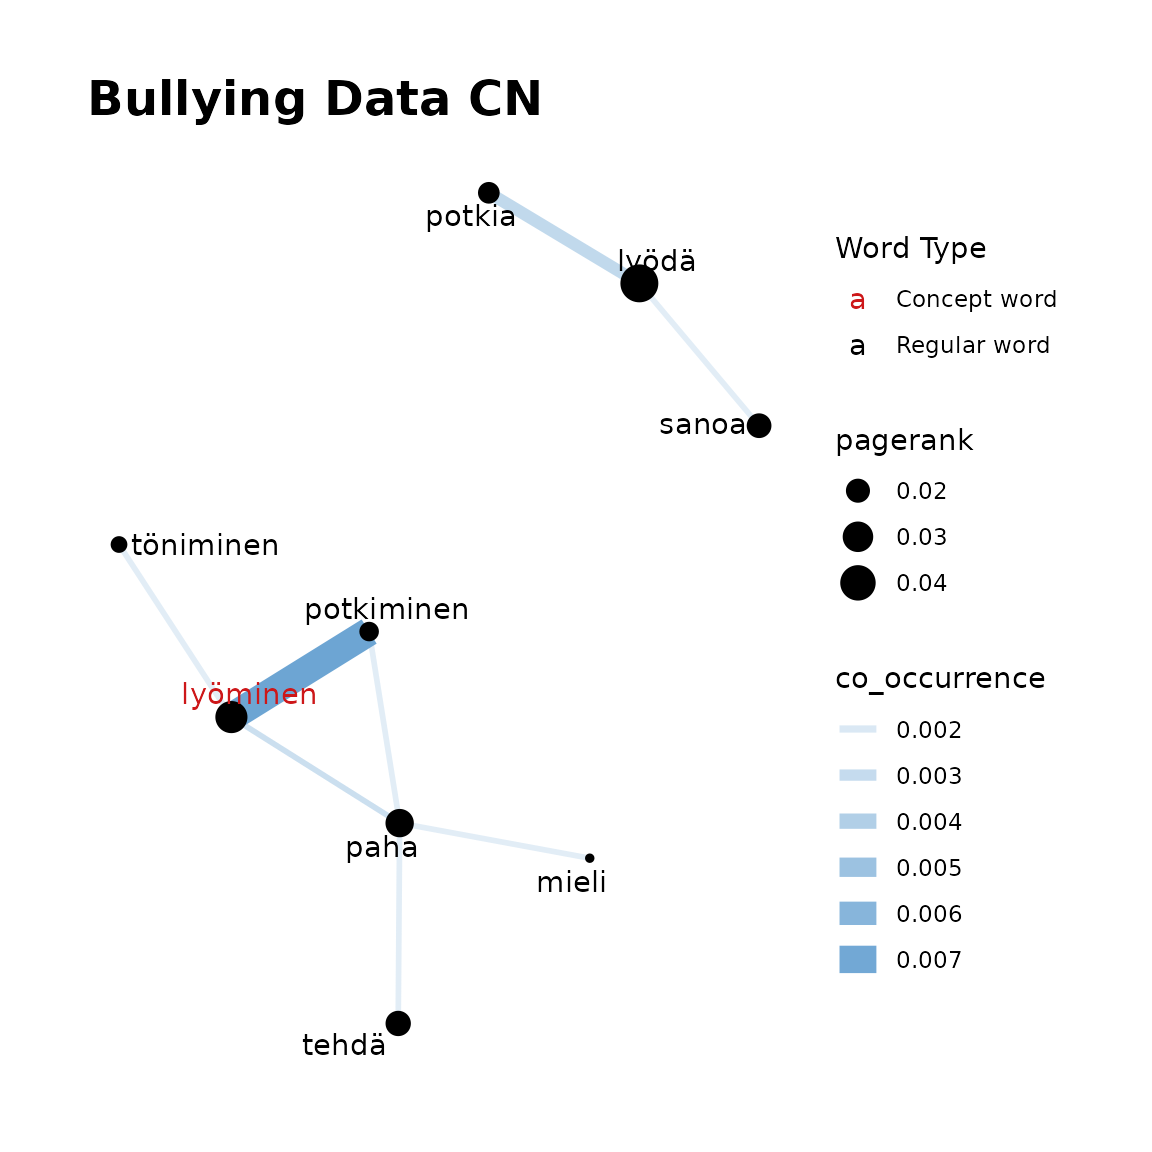 Bullying Data CN
potkia
lyödä
sanoa
töniminen
potkiminen
lyöminen
paha
mieli
tehdä
Word Type
a Concept word
a Regular word
pagerank
0.02
0.03
0.04
co_occurrence
0.002
0.003
0.004
0.005
0.006
0.007